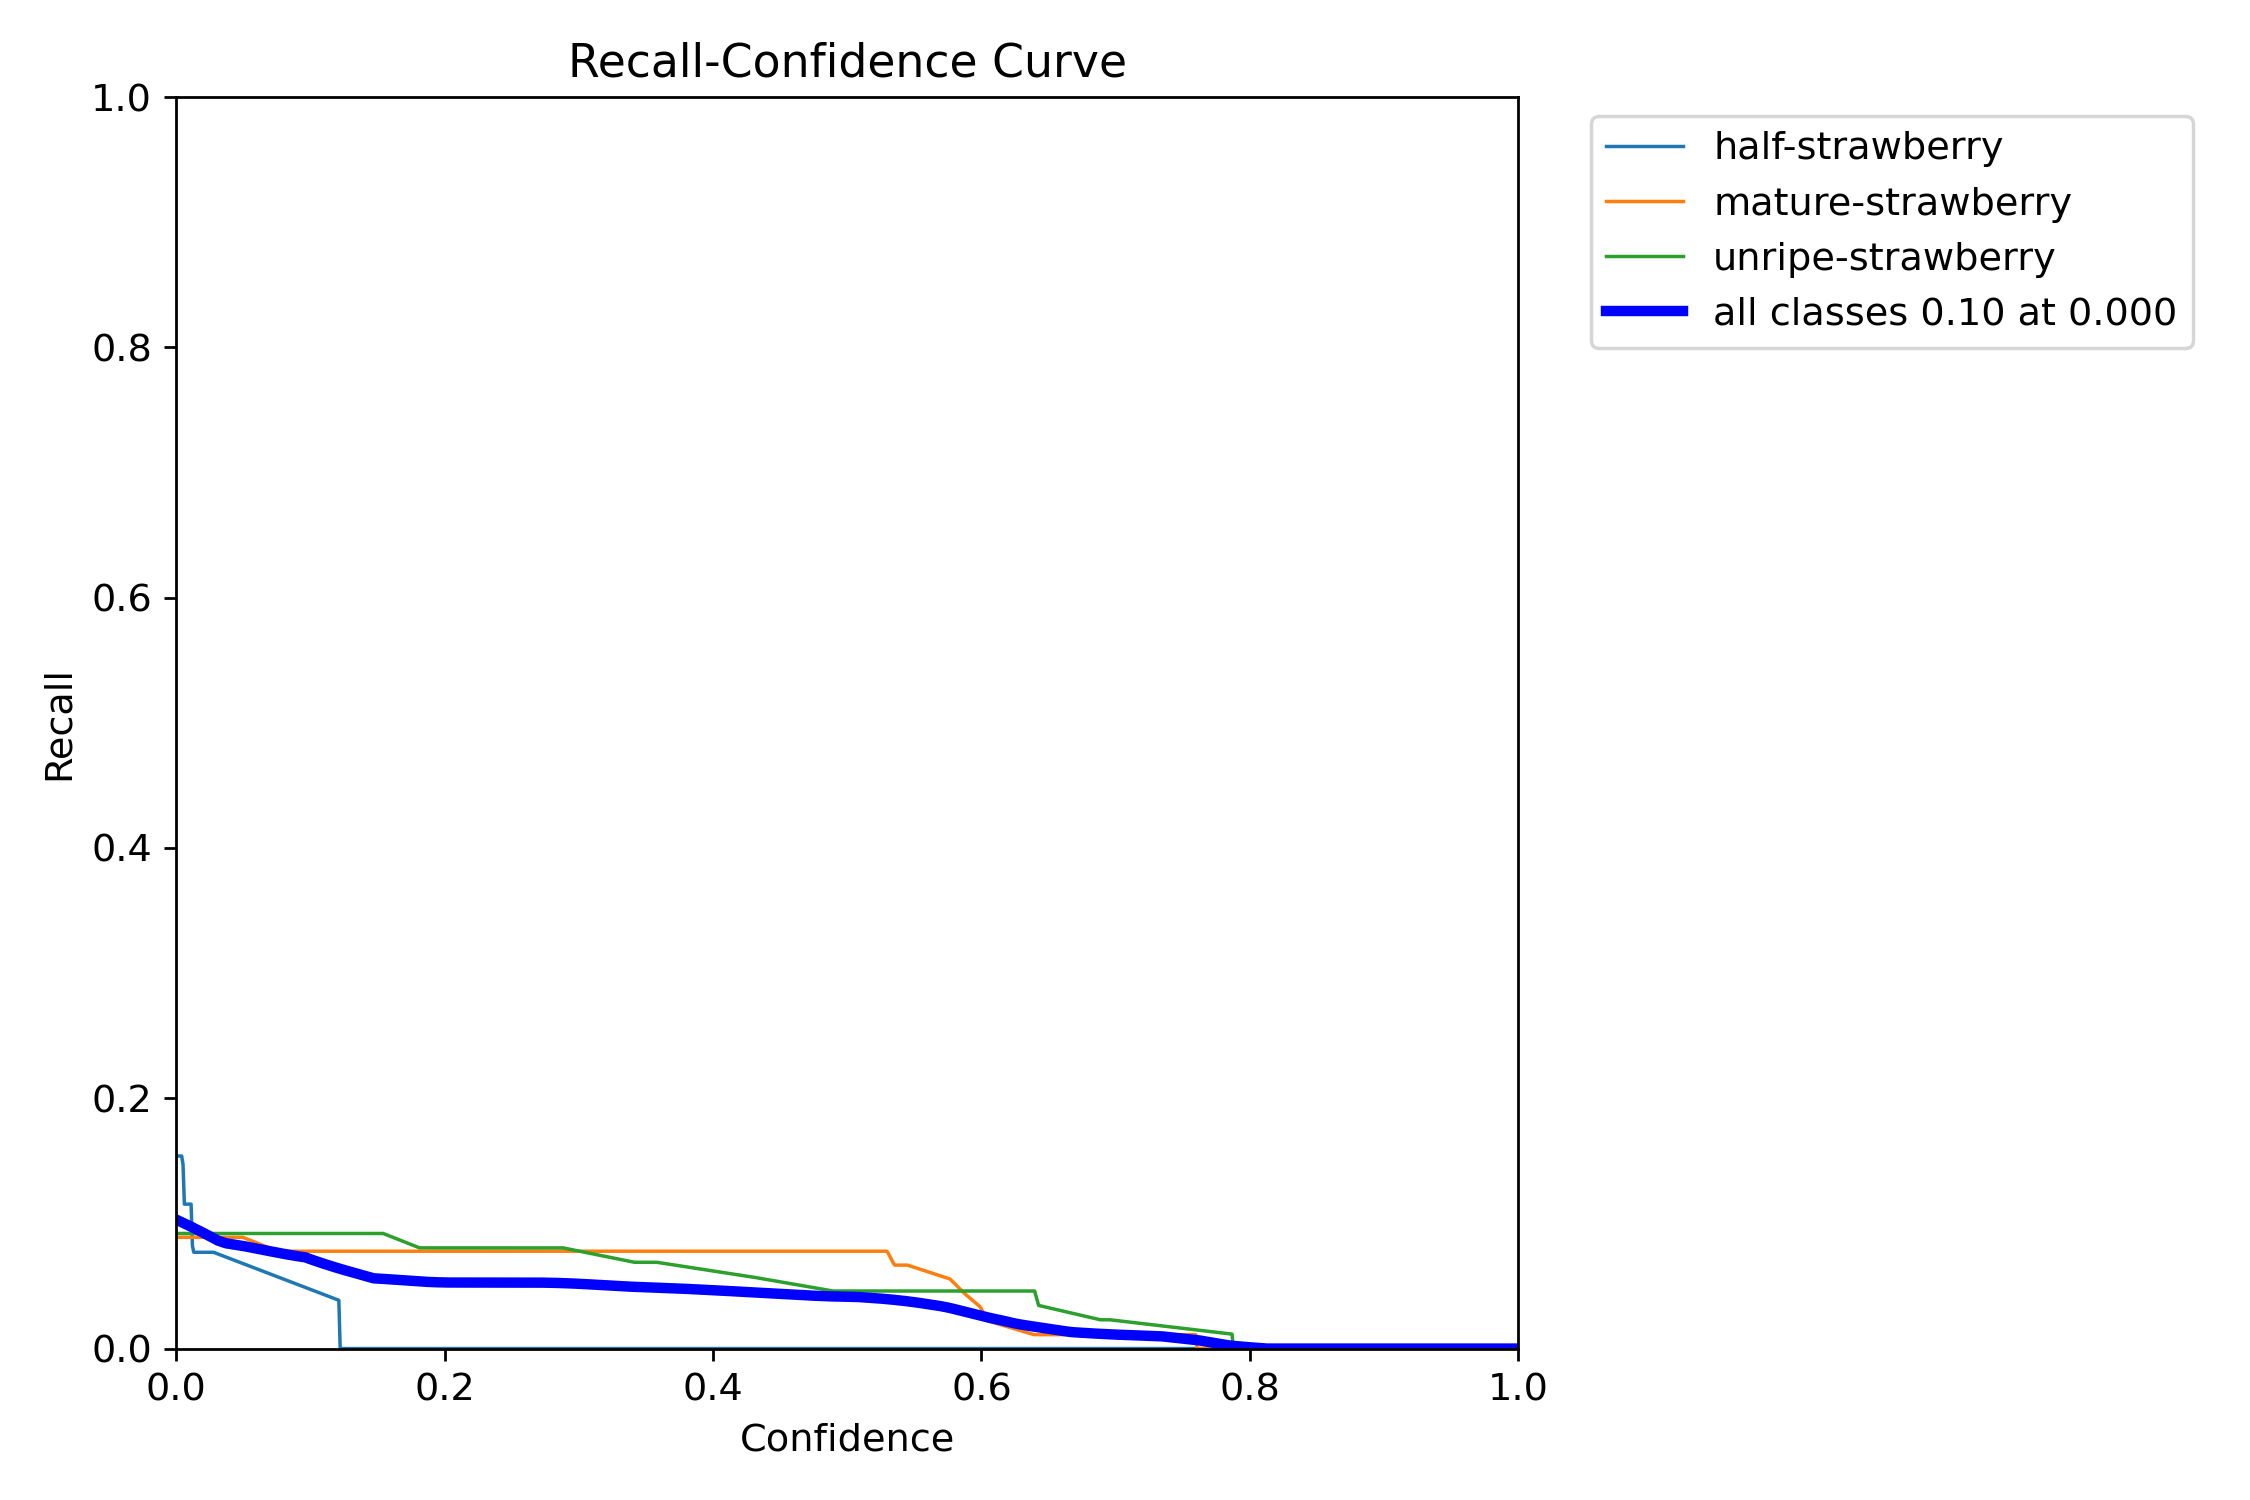 Recall-Confidence Curve
1.0
0.8
0.6
0.4
0.2
0.0
Recall
0.0 0.2 0.4 0.6 0.8 1.0
Confidence
half-strawberry
mature-strawberry
unripe-strawberry
all classes 0.10 at 0.000